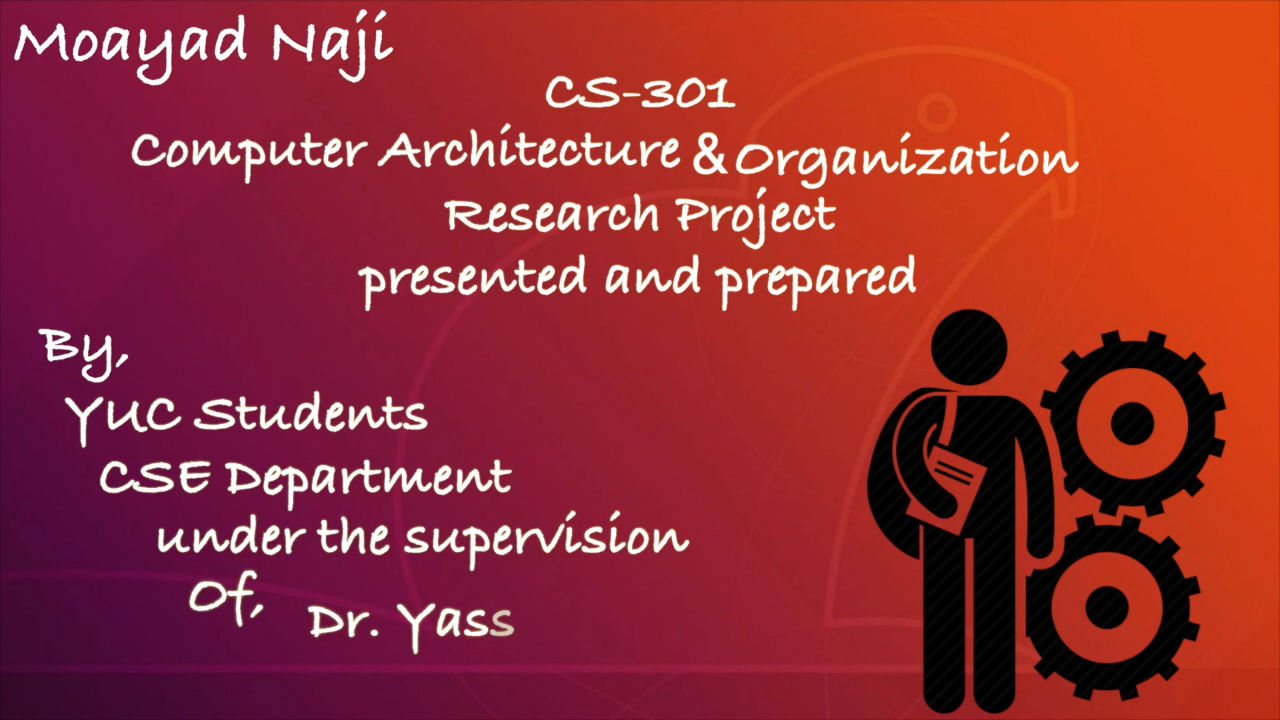 Moayad Naji
CS-301
Computer Architecture & Organization
Research Project
presented and prepared
By,
YUC Students
CSE Department
under the supervision
Of,
Dr. Yass